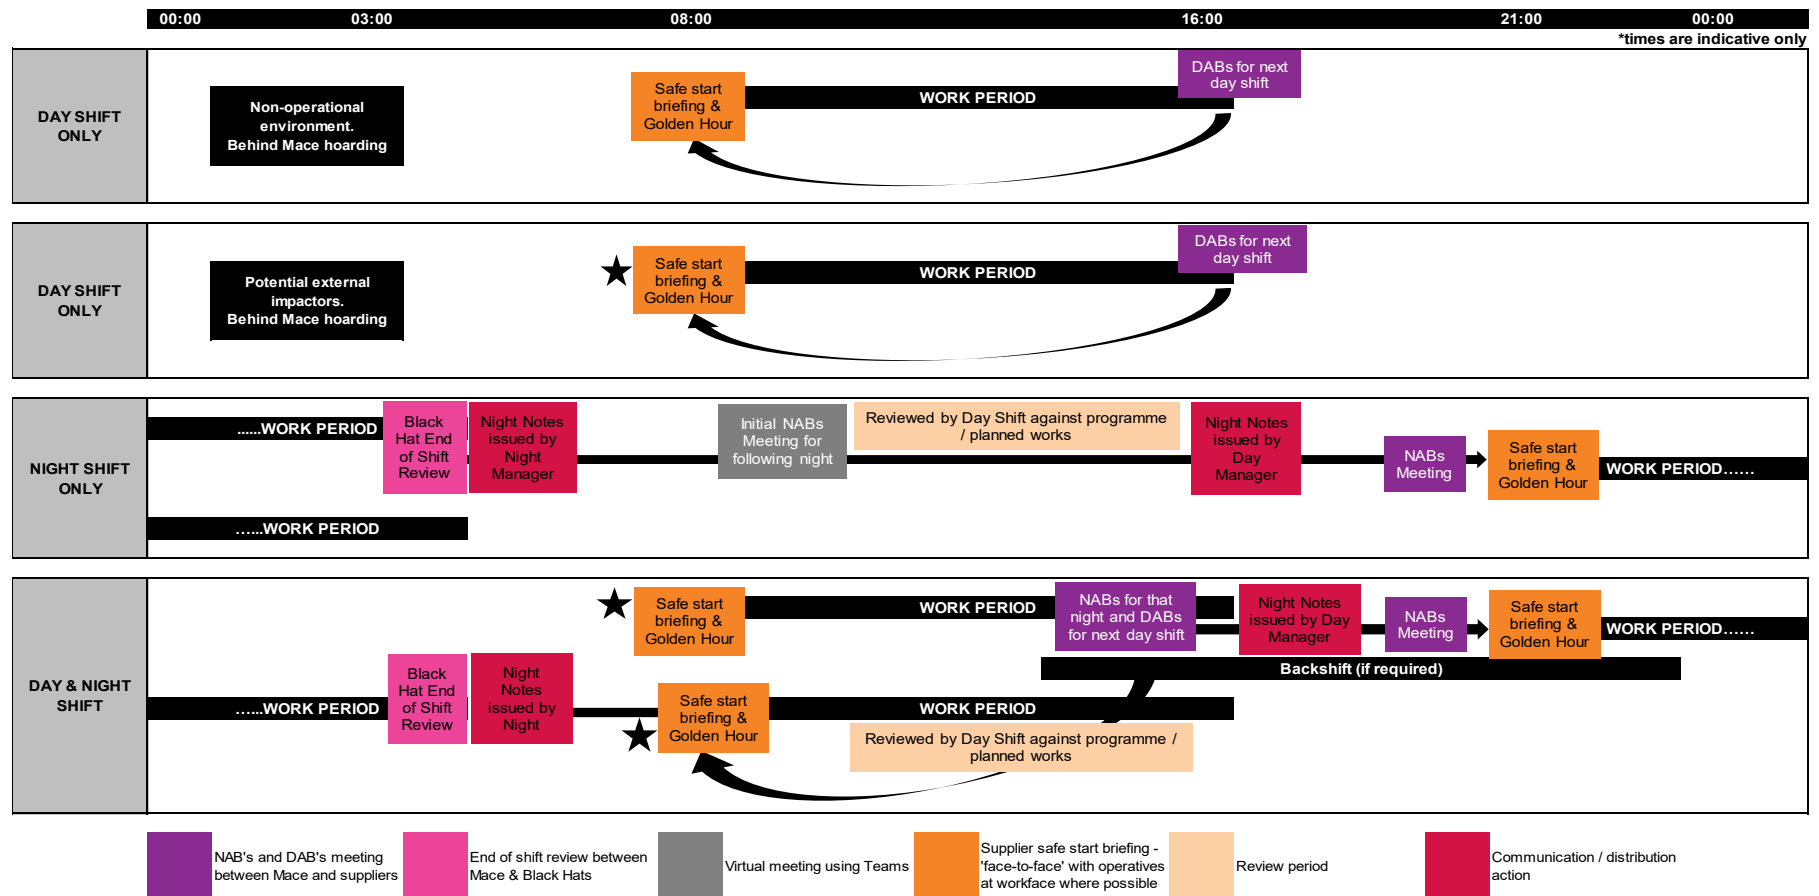 00:00 03:00 08:00 16:00 21:00 00:00
*times are indicative only
DAY SHIFT
ONLY
Non-operational
environment.
Behind Mace hoarding
Safe start
briefing &
Golden Hour
WORK PERIOD
DABs for next
day shift
DAY SHIFT
ONLY
Potential external
impactors.
Behind Mace hoarding
Safe start
briefing &
Golden Hour
WORK PERIOD
DABs for next
day shift
NIGHT SHIFT
ONLY
......WORK PERIOD
Black
Hat End
of Shift
Review
Night Notes
issued by
Night
Manager
Initial NABs
Meeting for
following night
Reviewed by Day Shift against programme
/ planned works
Night Notes
issued by
Day
Manager
NABs
Meeting
Safe start
briefing &
Golden Hour
WORK PERIOD......
......WORK PERIOD
DAY & NIGHT
SHIFT
Safe start
briefing &
Golden Hour
WORK PERIOD
NABs for that
night and DABs
for next day shift
Night Notes
issued by Day
Manager
NABs
Meeting
Safe start
briefing &
Golden Hour
WORK PERIOD......
Backshift (if required)
......WORK PERIOD
Black
Hat End
of Shift
Review
Night
Notes
issued by
Night
Safe start
briefing &
Golden Hour
WORK PERIOD
Reviewed by Day Shift against programme /
planned works
NAB's and DAB's meeting
between Mace and suppliers
End of shift review between
Mace & Black Hats
Virtual meeting using Teams
Supplier safe start briefing -
'face-to-face' with operatives
at workface where possible
Review period
Communication / distribution
action